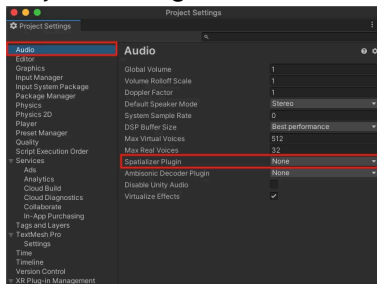 Project Settings
Project Settings
Audio
Editor
Graphics
Input Manager
Input System Package
Package Manager
Physics
Physics 2D
Player
Preset Manager
Quality
Script Execution Order
Services
Ads
Analytics
Cloud Build
Cloud Diagnostics
Collaborate
In-App Purchasing
Tags and Layers
TextMesh Pro
Settings
Time
Timeline
Version Control
XR Plug-in Management
Audio
Global Volume 1
Volume Rolloff Scale 1
Doppler Factor 1
Default Speaker Mode Stereo
System Sample Rate 0
DSP Buffer Size Best performance
Max Virtual Voices 512
Max Real Voices 32
Spatializer Plugin None
Ambisonic Decoder Plugin None
Disable Unity Audio
Virtualize Effects